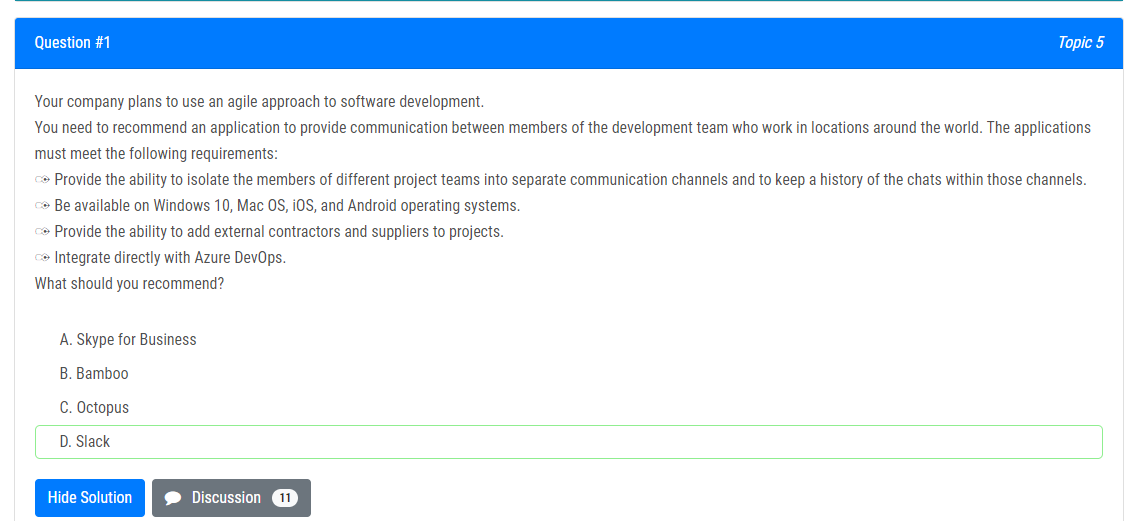 Question #1
Topic 5
Your company plans to use an agile approach to software development.
You need to recommend an application to provide communication between members of the development team who work in locations around the world. The applications
must meet the following requirements:
Provide the ability to isolate the members of different project teams into separate communication channels and to keep a history of the chats within those channels.
Be available on Windows 10, Mac OS, iOS, and Android operating systems.
Provide the ability to add external contractors and suppliers to projects.
Integrate directly with Azure DevOps.
What should you recommend?
A. Skype for Business
B. Bamboo
C. Octopus
D. Slack
Hide Solution
Discussion 11